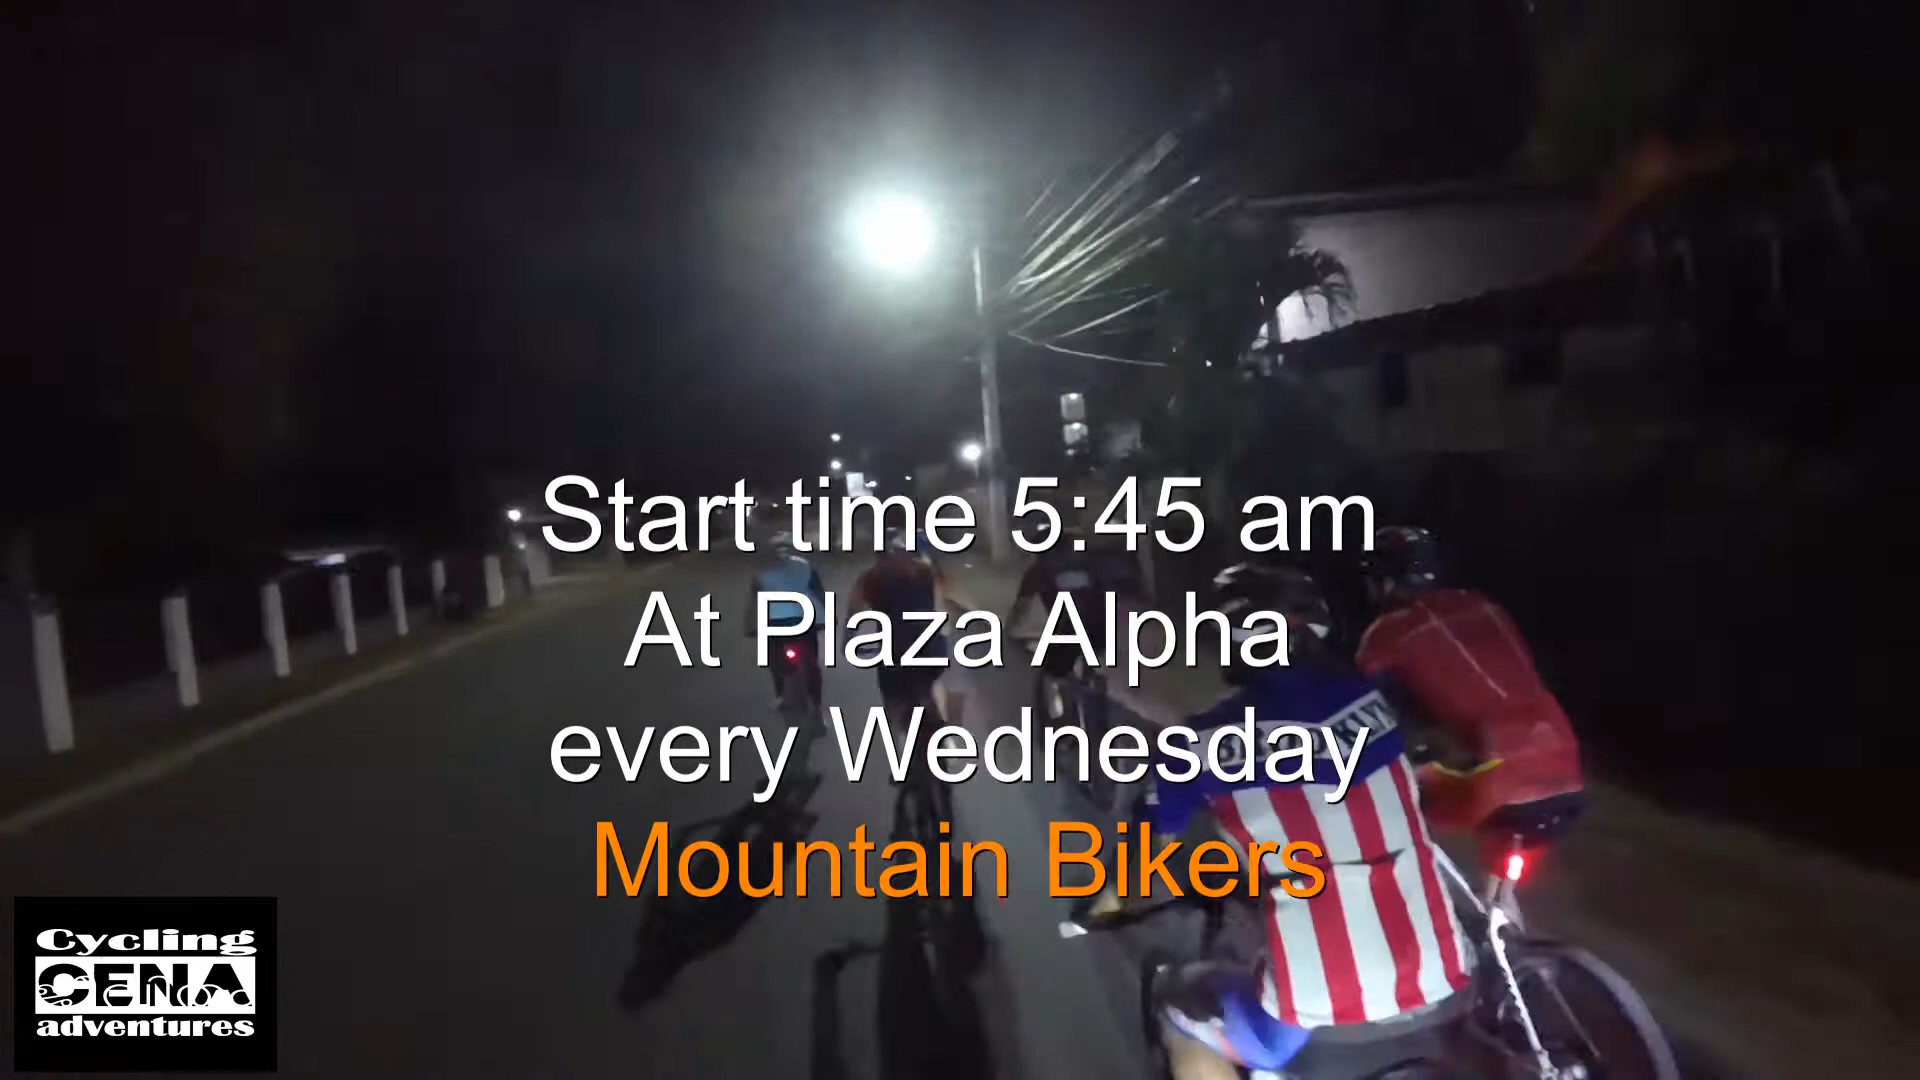 Start time 5:45 am
At Plaza Alpha
every Wednesday
Mountain Bikers
Cycling
CENA
adventures